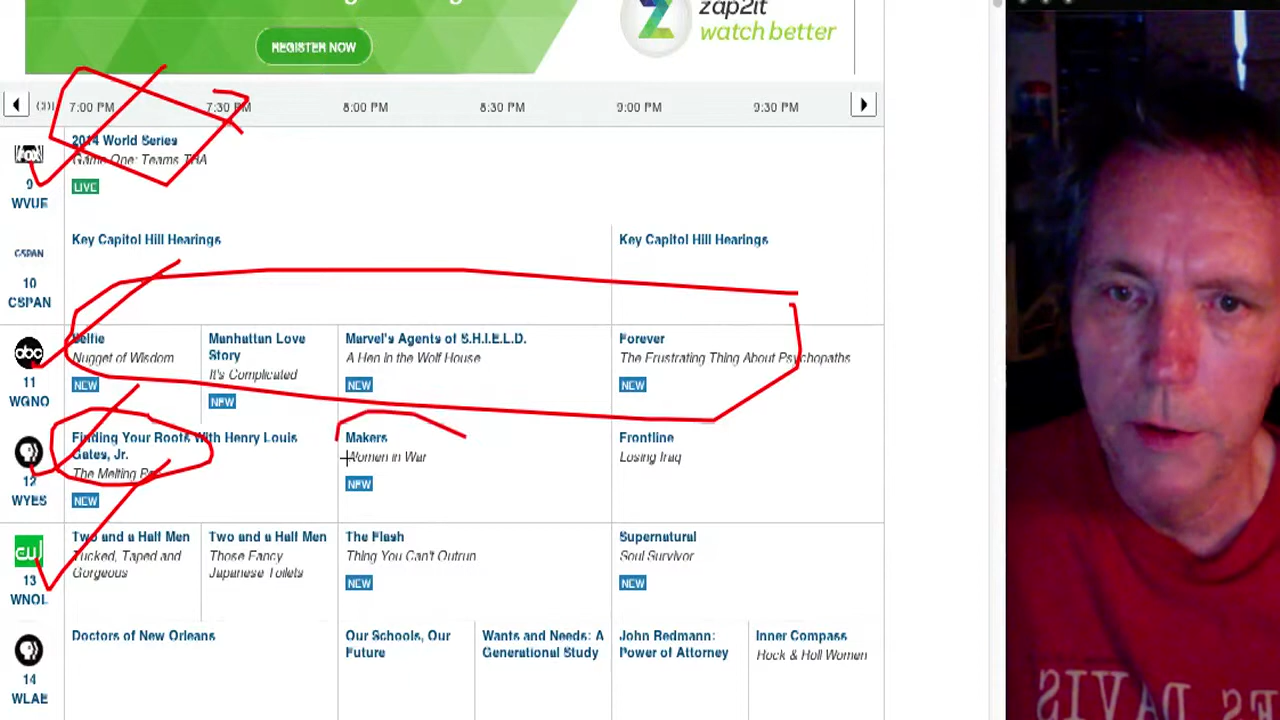 REGISTER NOW
zap2it
watch better
7:00 PM 7:30 PM 8:00 PM 8:30 PM 9:00 PM 9:30 PM
FOX
9
WVUE
2014 World Series
Game One: Teams TBA
LIVE
CSPAN
10
CSPAN
Key Capitol Hill Hearings
Key Capitol Hill Hearings
abc
11
WGNO
Selfie
Nugget of Wisdom
NEW
Manhattan Love
Story
It's Complicated
NEW
Marvel's Agents of S.H.I.E.L.D.
A Hen in the Wolf House
NEW
Forever
The Frustrating Thing About Psychopaths
NEW
12
WYES
Finding Your Roots With Henry Louis
Gates, Jr.
The Melting
NEW
Makers
Women in War
NEW
Frontline
Losing Iraq
CW
13
WNOL
Two and a Half Men
Tucked, Taped and
Gorgeous
Two and a Half Men
Those Fancy
Japanese Toilets
The Flash
Thing You Can't Outrun
NEW
Supernatural
Soul Survivor
NEW
14
WLAE
Doctors of New Orleans
Our Schools, Our
Future
Wants and Needs: A
Generational Study
John Redmann:
Power of Attorney
Inner Compass
Rock & Roll Women
DAVIS